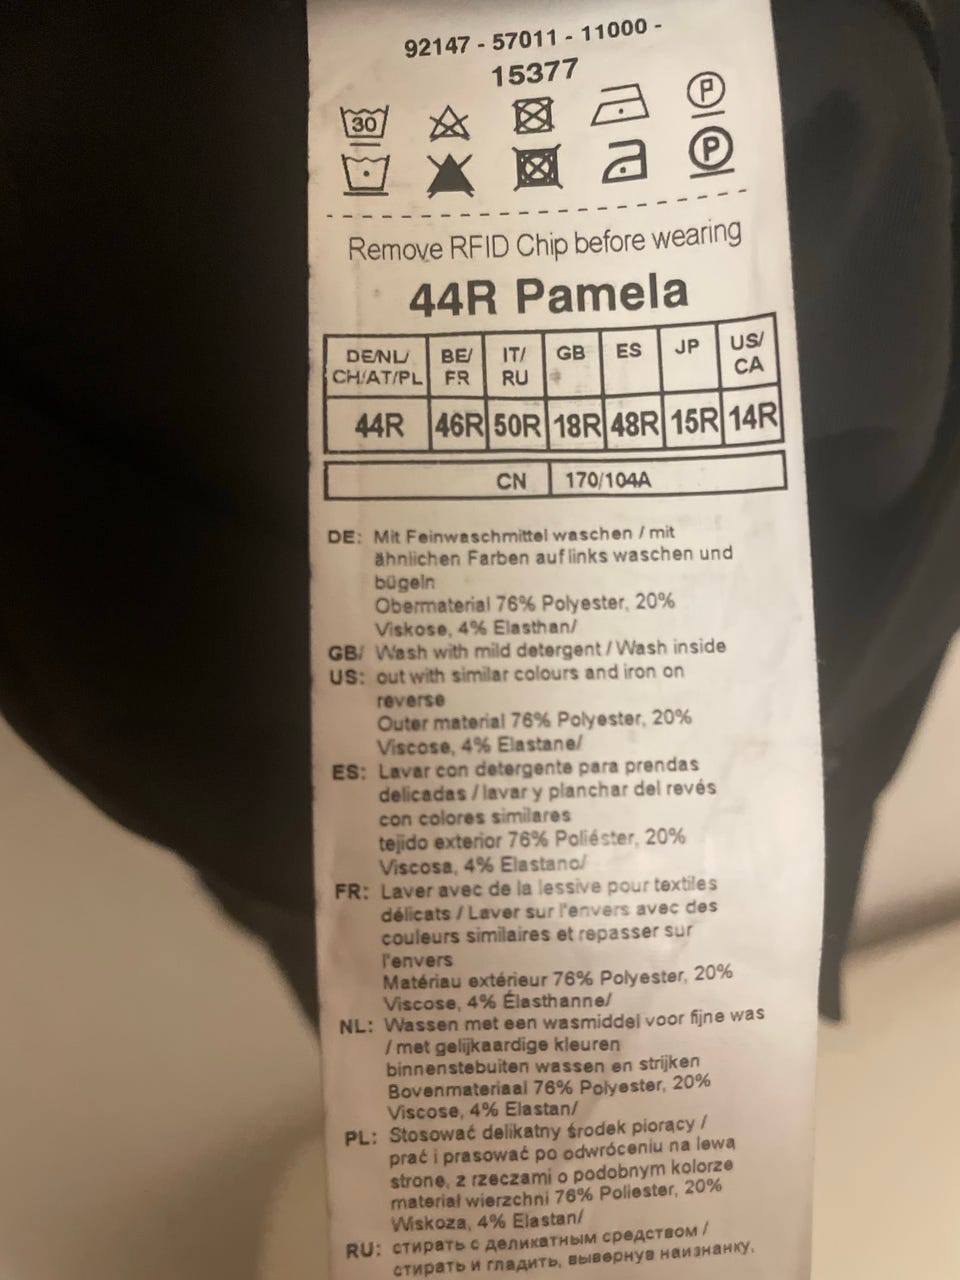 92147 - 57011 - 11000 -
15377
30 P
P
Remove RFID Chip before wearing
44R Pamela
DE/NL/ BE/ IT/ GB ES JP US/
CH/AT/PL FR RU CA
44R 46R 50R 18R 48R 15R 14R
CN 170/104A
DE: Mit Feinwaschmittel waschen / mit
ähnlichen Farben auf links waschen und
bügeln
Obermaterial 76% Polyester, 20%
Viskose, 4% Elasthan/
GB/ Wash with mild detergent / Wash inside
US: out with similar colours and iron on
reverse
Outer material 76% Polyester, 20%
Viscose, 4% Elastane/
ES: Lavar con detergente para prendas
delicadas / lavar y planchar del revés
con colores similares
tejido exterior 76% Poliéster, 20%
Viscosa, 4% Elastano/
FR: Laver avec de la lessive pour textiles
délicats / Laver sur l'envers avec des
couleurs similaires et repasser sur
l'envers
Matériau extérieur 76% Polyester, 20%
Viscose, 4% Élasthanne/
NL: Wassen met een wasmiddel voor fijne was
/ met gelijkaardige kleuren
binnenstebuiten wassen en strijken
Bovenmateriaal 76% Polyester, 20%
Viscose, 4% Elastan/
PL: Stosować delikatny środek piorący /
prać i prasować po odwróceniu na lewą
stronę, z rzeczami o podobnym kolorze
materiał wierzchni 76% Poliester, 20%
Wiskoza, 4% Elastan/
RU: стирать с деликатным средством /
стирать и гладить, вывернув наизнанку,